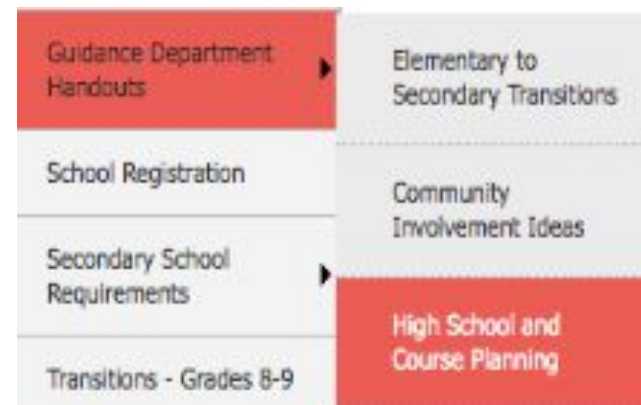 Guidance Department
Handouts
School Registration
Secondary School
Requirements
Transitions - Grades 8-9
Elementary to
Secondary Transitions
Community
Involvement Ideas
High School and
Course Planning